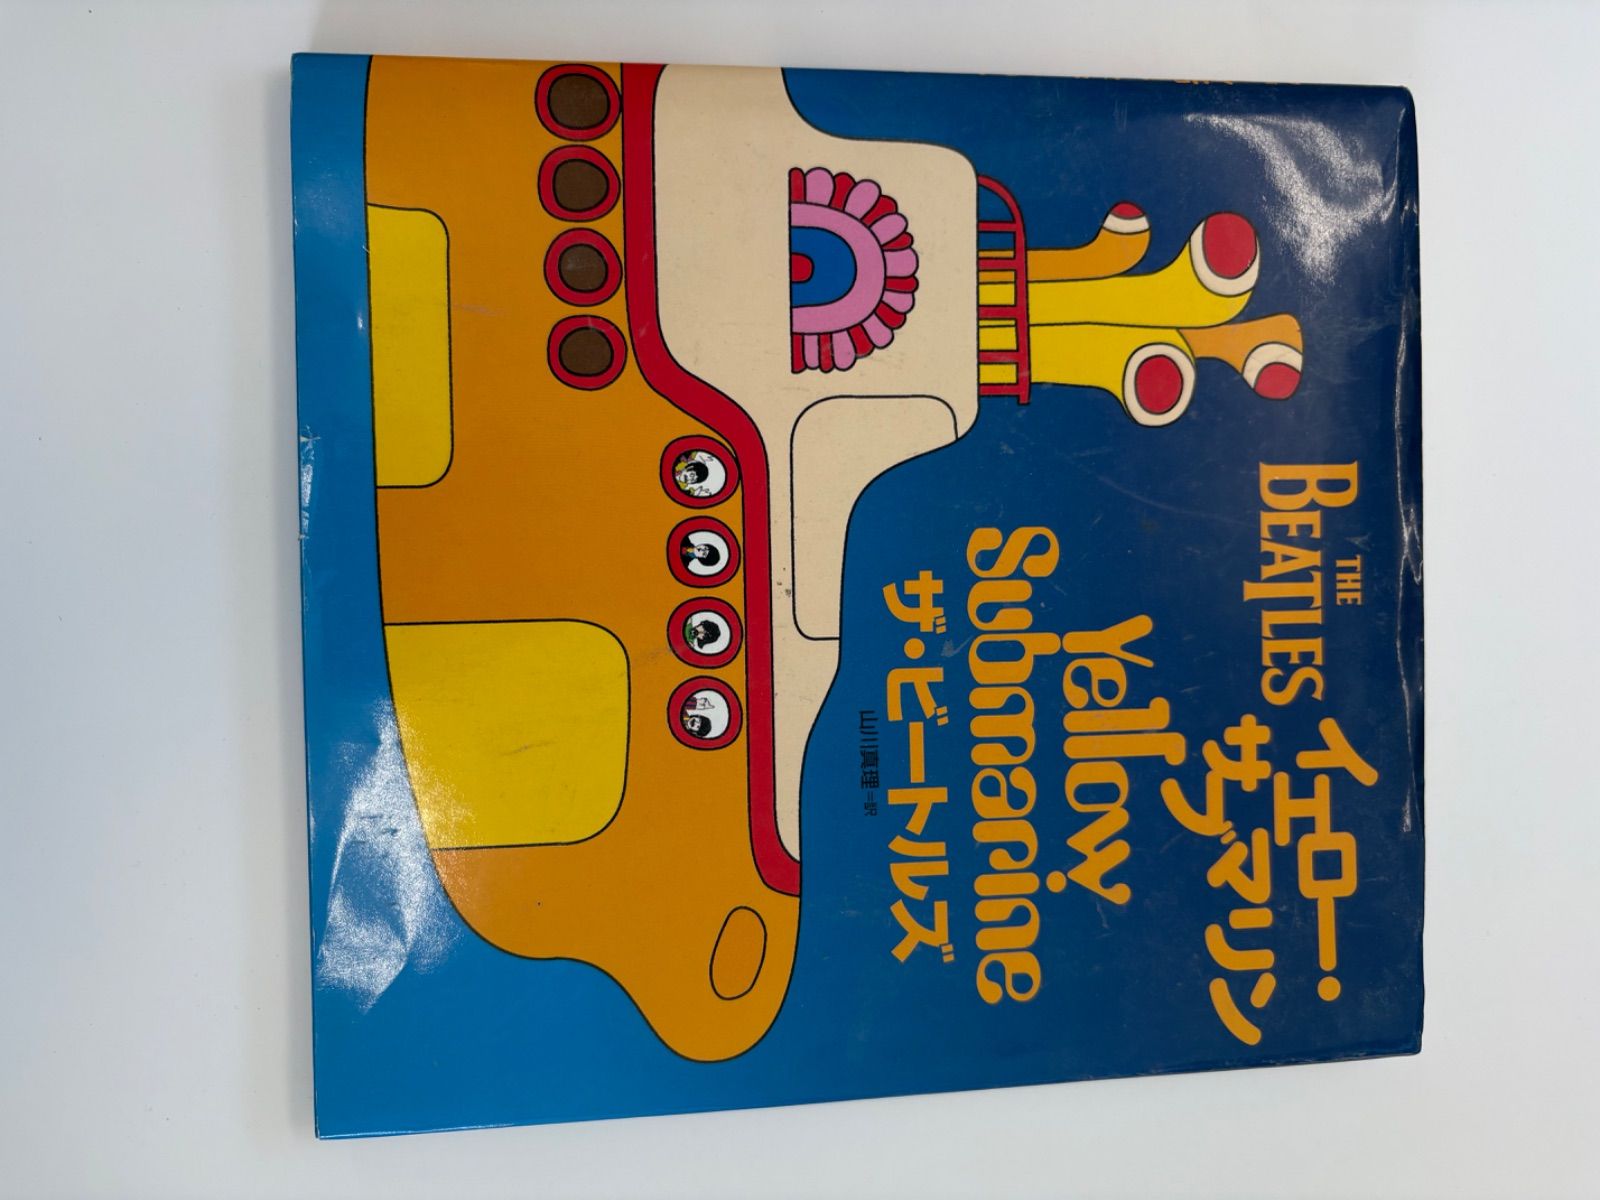 THE
BEATLES
イエロー・
サブマリン
Yellow
Submarine
ザ・ビートルズ
山川真理=訳